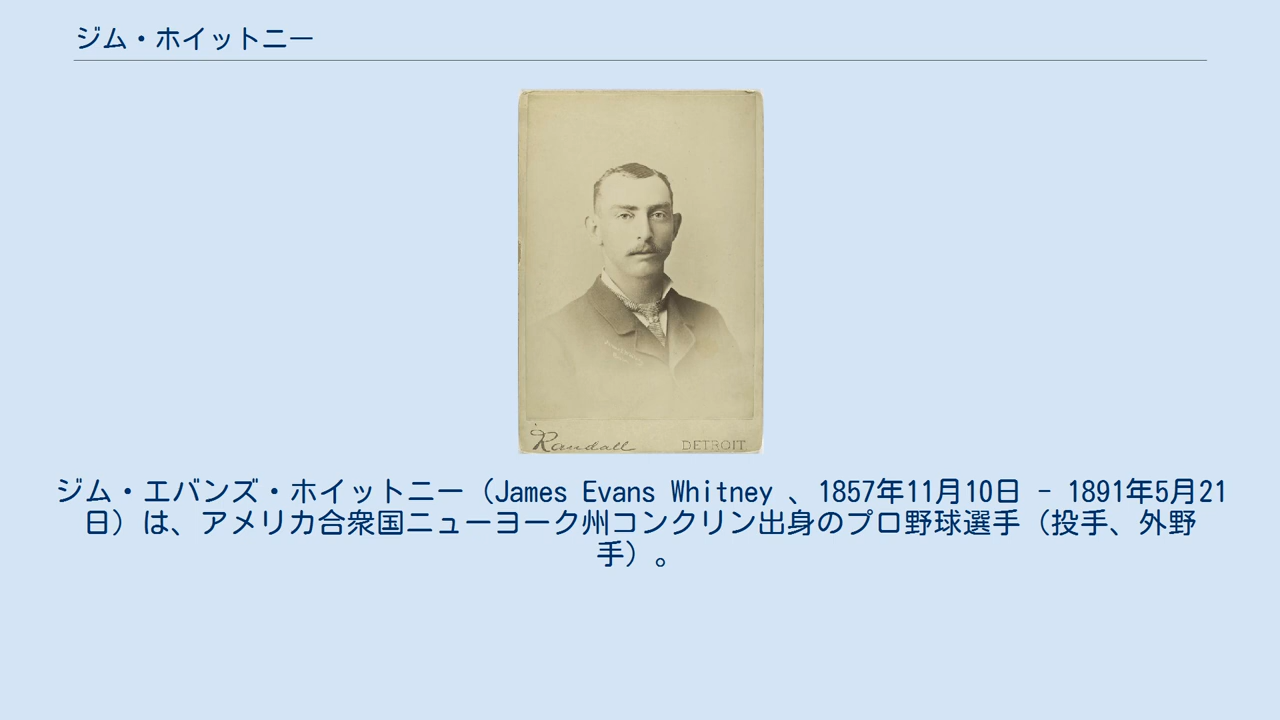 ジム・ホイットニー
Randall
DETROIT
ジム・エバンズ・ホイットニー（James Evans Whitney 、1857年11月10日 - 1891年5月21
日）は、アメリカ合衆国ニューヨーク州コンクリン出身のプロ野球選手（投手、外野
手）。